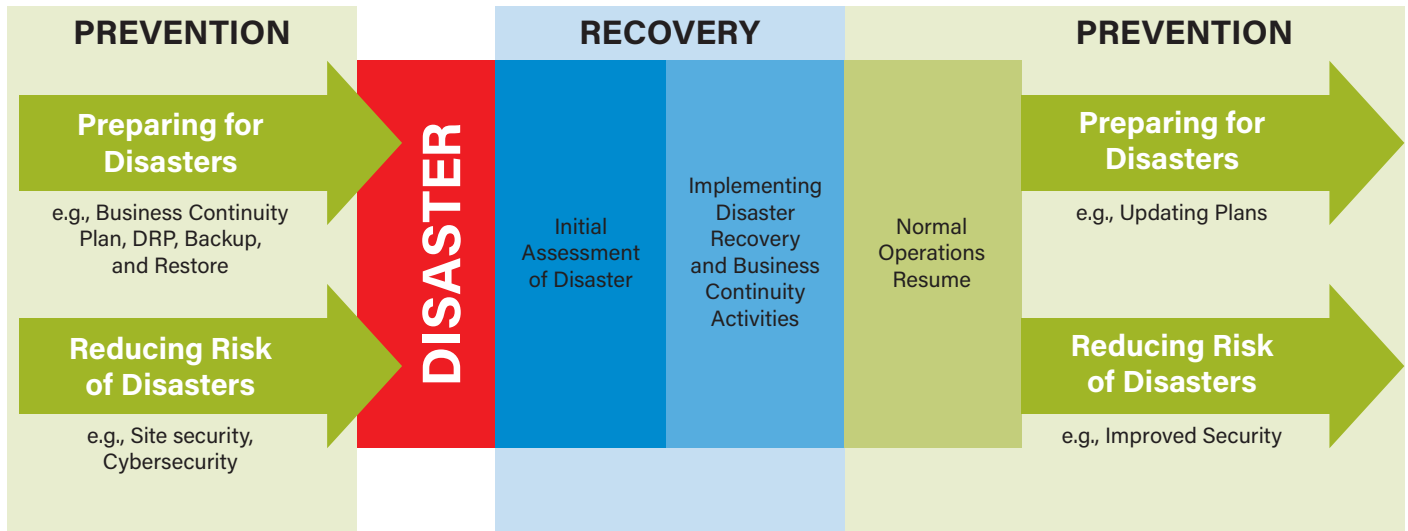 PREVENTION
Preparing for
Disasters
e.g., Business Continuity
Plan, DRP, Backup,
and Restore
Reducing Risk
of Disasters
e.g., Site security,
Cybersecurity
DISASTER
RECOVERY
Initial
Assessment
of Disaster
Implementing
Disaster
Recovery
and Business
Continuity
Activities
PREVENTION
Normal
Operations
Resume
Preparing for
Disasters
e.g., Updating Plans
Reducing Risk
of Disasters
e.g., Improved Security